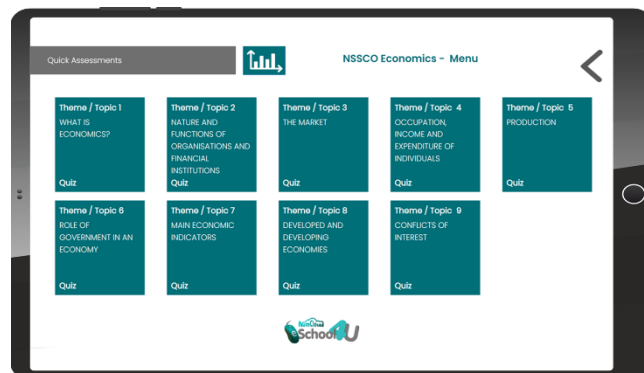 Quick Assessments
NSSCO Economics - Menu
Theme / Topic 1
WHAT IS
ECONOMICS?
Quiz
Theme / Topic 2
NATURE AND
FUNCTIONS OF
ORGANISATIONS AND
FINANCIAL
INSTITUTIONS
Quiz
Theme / Topic 3
THE MARKET
Quiz
Theme / Topic 4
OCCUPATION,
INCOME AND
EXPENDITURE OF
INDIVIDUALS
Quiz
Theme / Topic 5
PRODUCTION
Quiz
Theme / Topic 6
ROLE OF
GOVERNMENT IN AN
ECONOMY
Quiz
Theme / Topic 7
MAIN ECONOMIC
INDICATORS
Quiz
Theme / Topic 8
DEVELOPED AND
DEVELOPING
ECONOMIES
Quiz
Theme / Topic 9
CONFLICTS OF
INTEREST
Quiz
eSchool4U